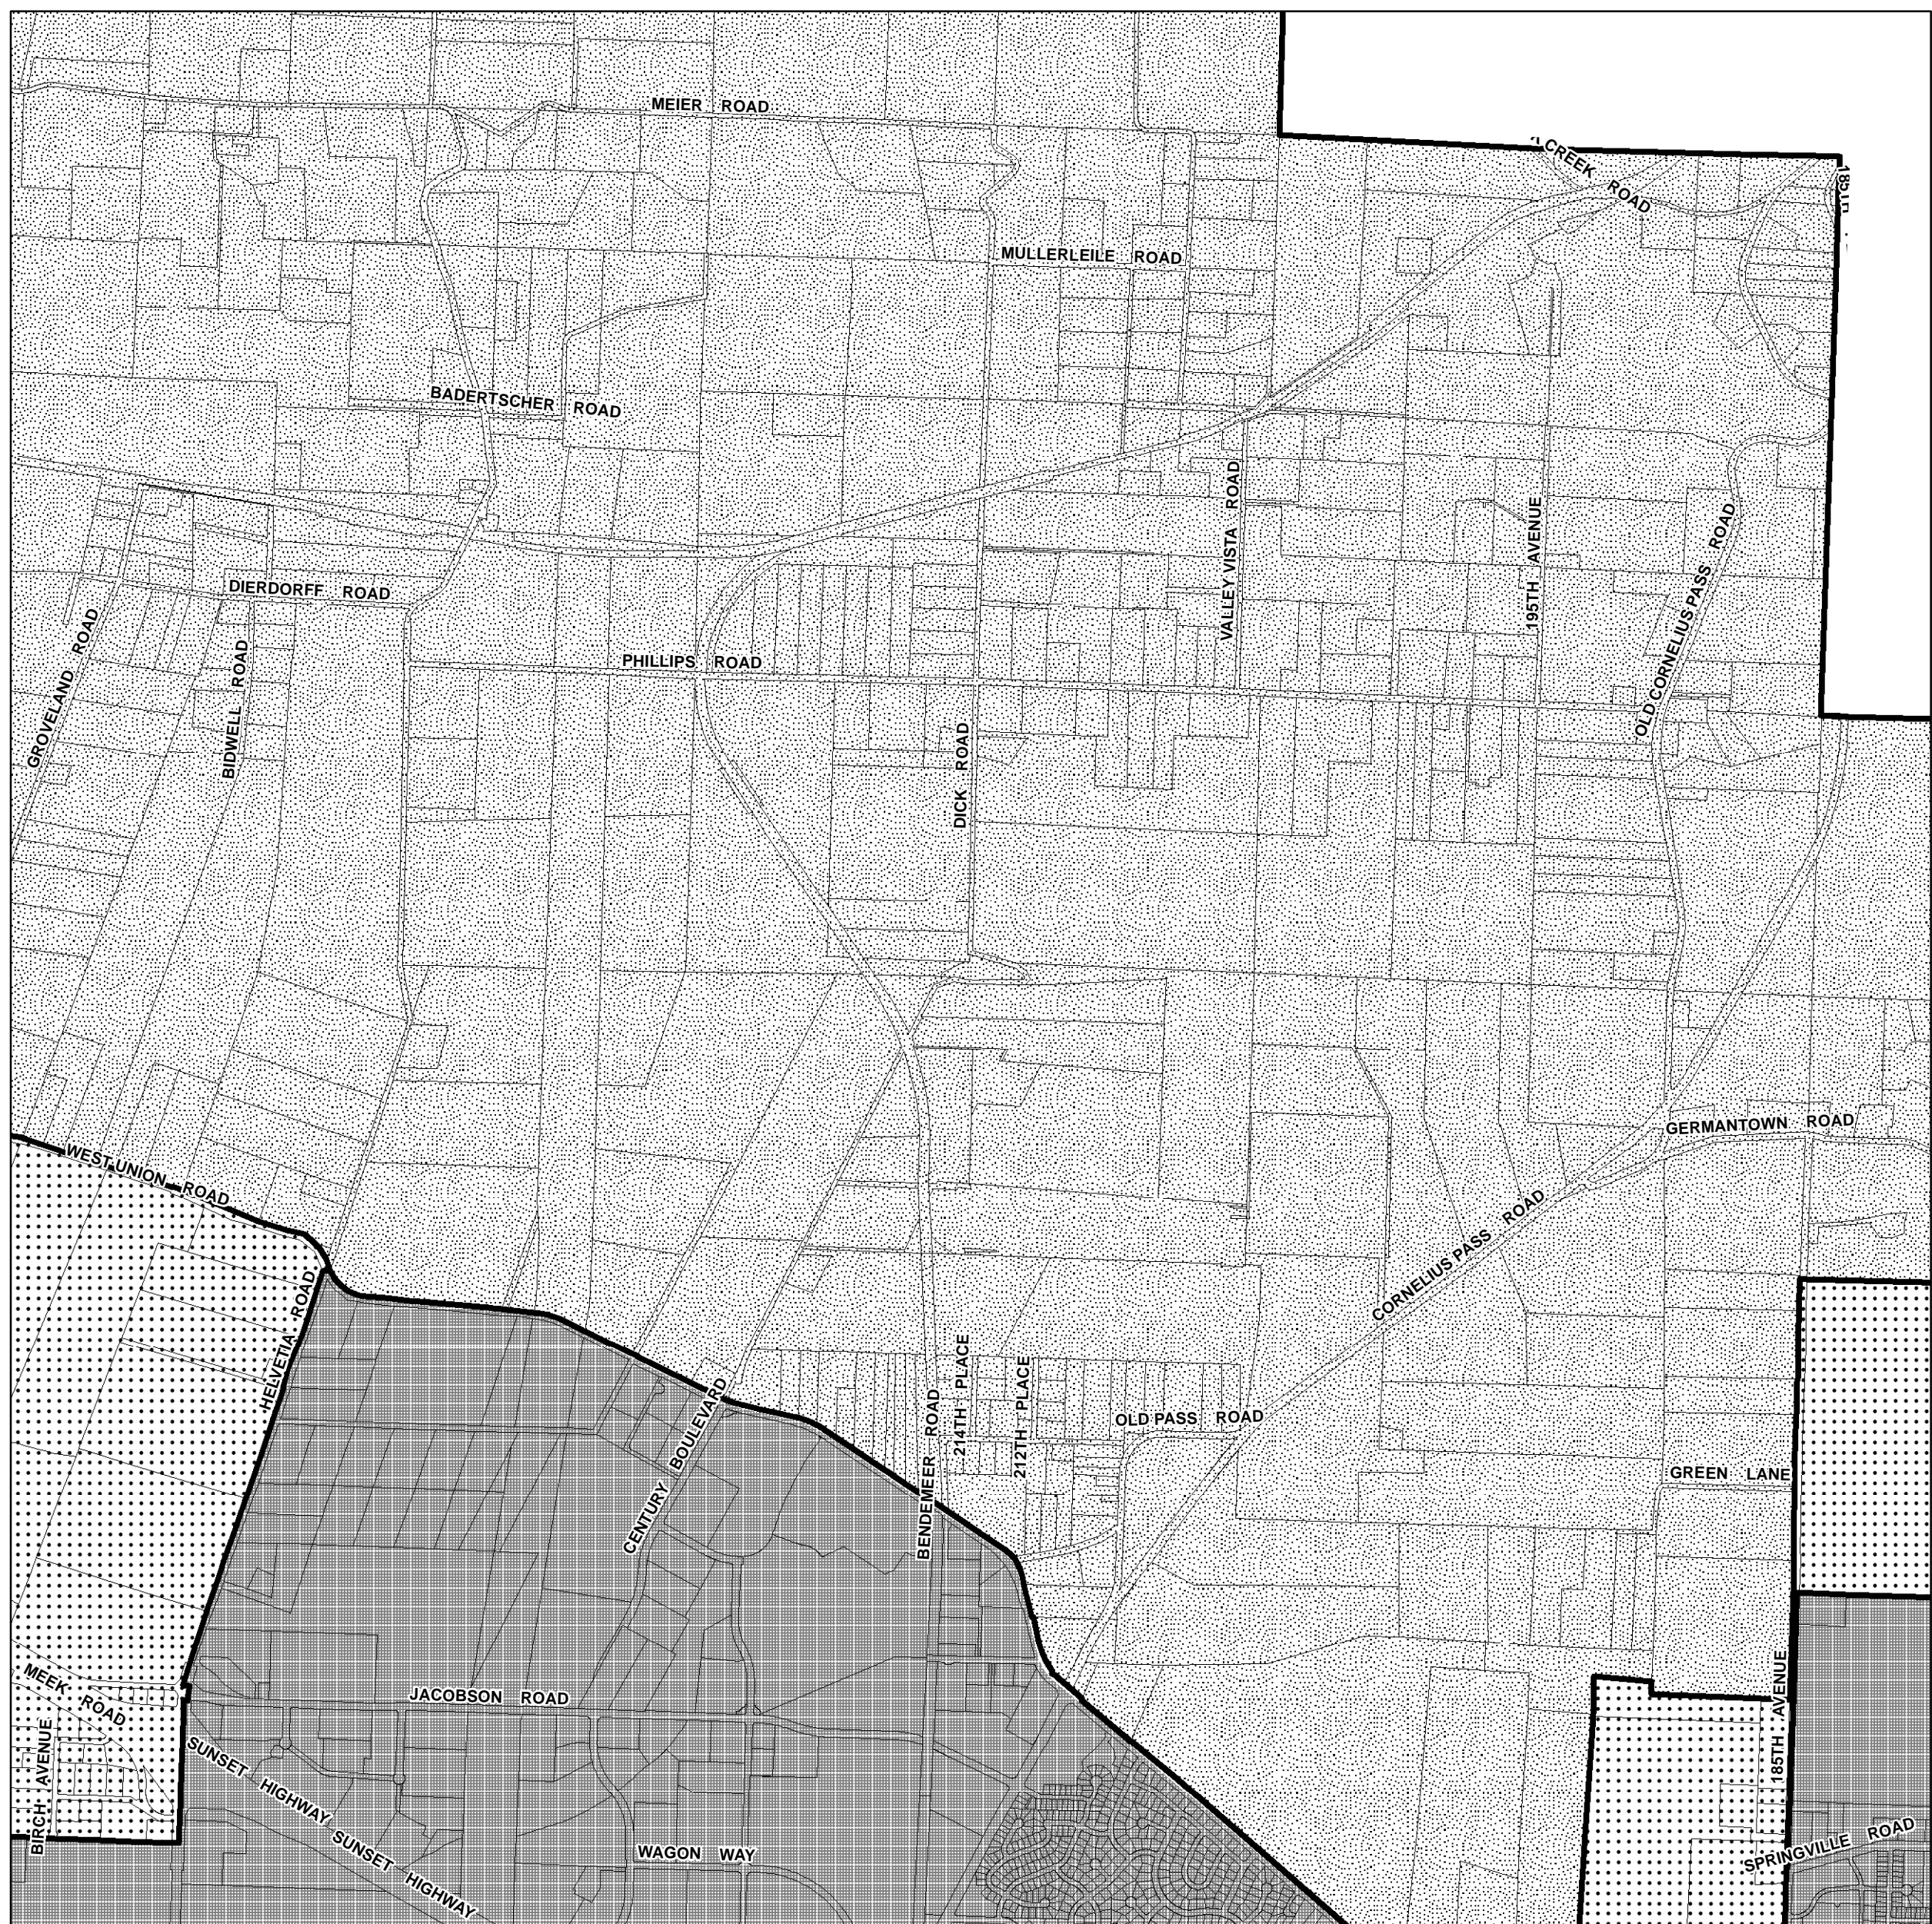 MEIER ROAD
CREEK ROAD
MULLERLEILE ROAD
BADERTSCHER ROAD
VALLEY VISTA ROAD
195TH AVENUE
OLD CORNELIUS PASS ROAD
DIERDORFF ROAD
GROVELAND ROAD
BIDWELL ROAD
PHILLIPS ROAD
DICK ROAD
GERMANTOWN ROAD
WEST UNION ROAD
CORNELIUS PASS ROAD
HELVETIA ROAD
CENTURY BOULEVARD
BENDEMEER ROAD
214TH PLACE
212TH PLACE
OLD PASS ROAD
GREEN LANE
MEEK ROAD
JACOBSON ROAD
185TH AVENUE
BIRCH AVENUE
SUNSET HIGHWAY SUNSET HIGHWAY
WAGON WAY
SPRINGVILLE ROAD